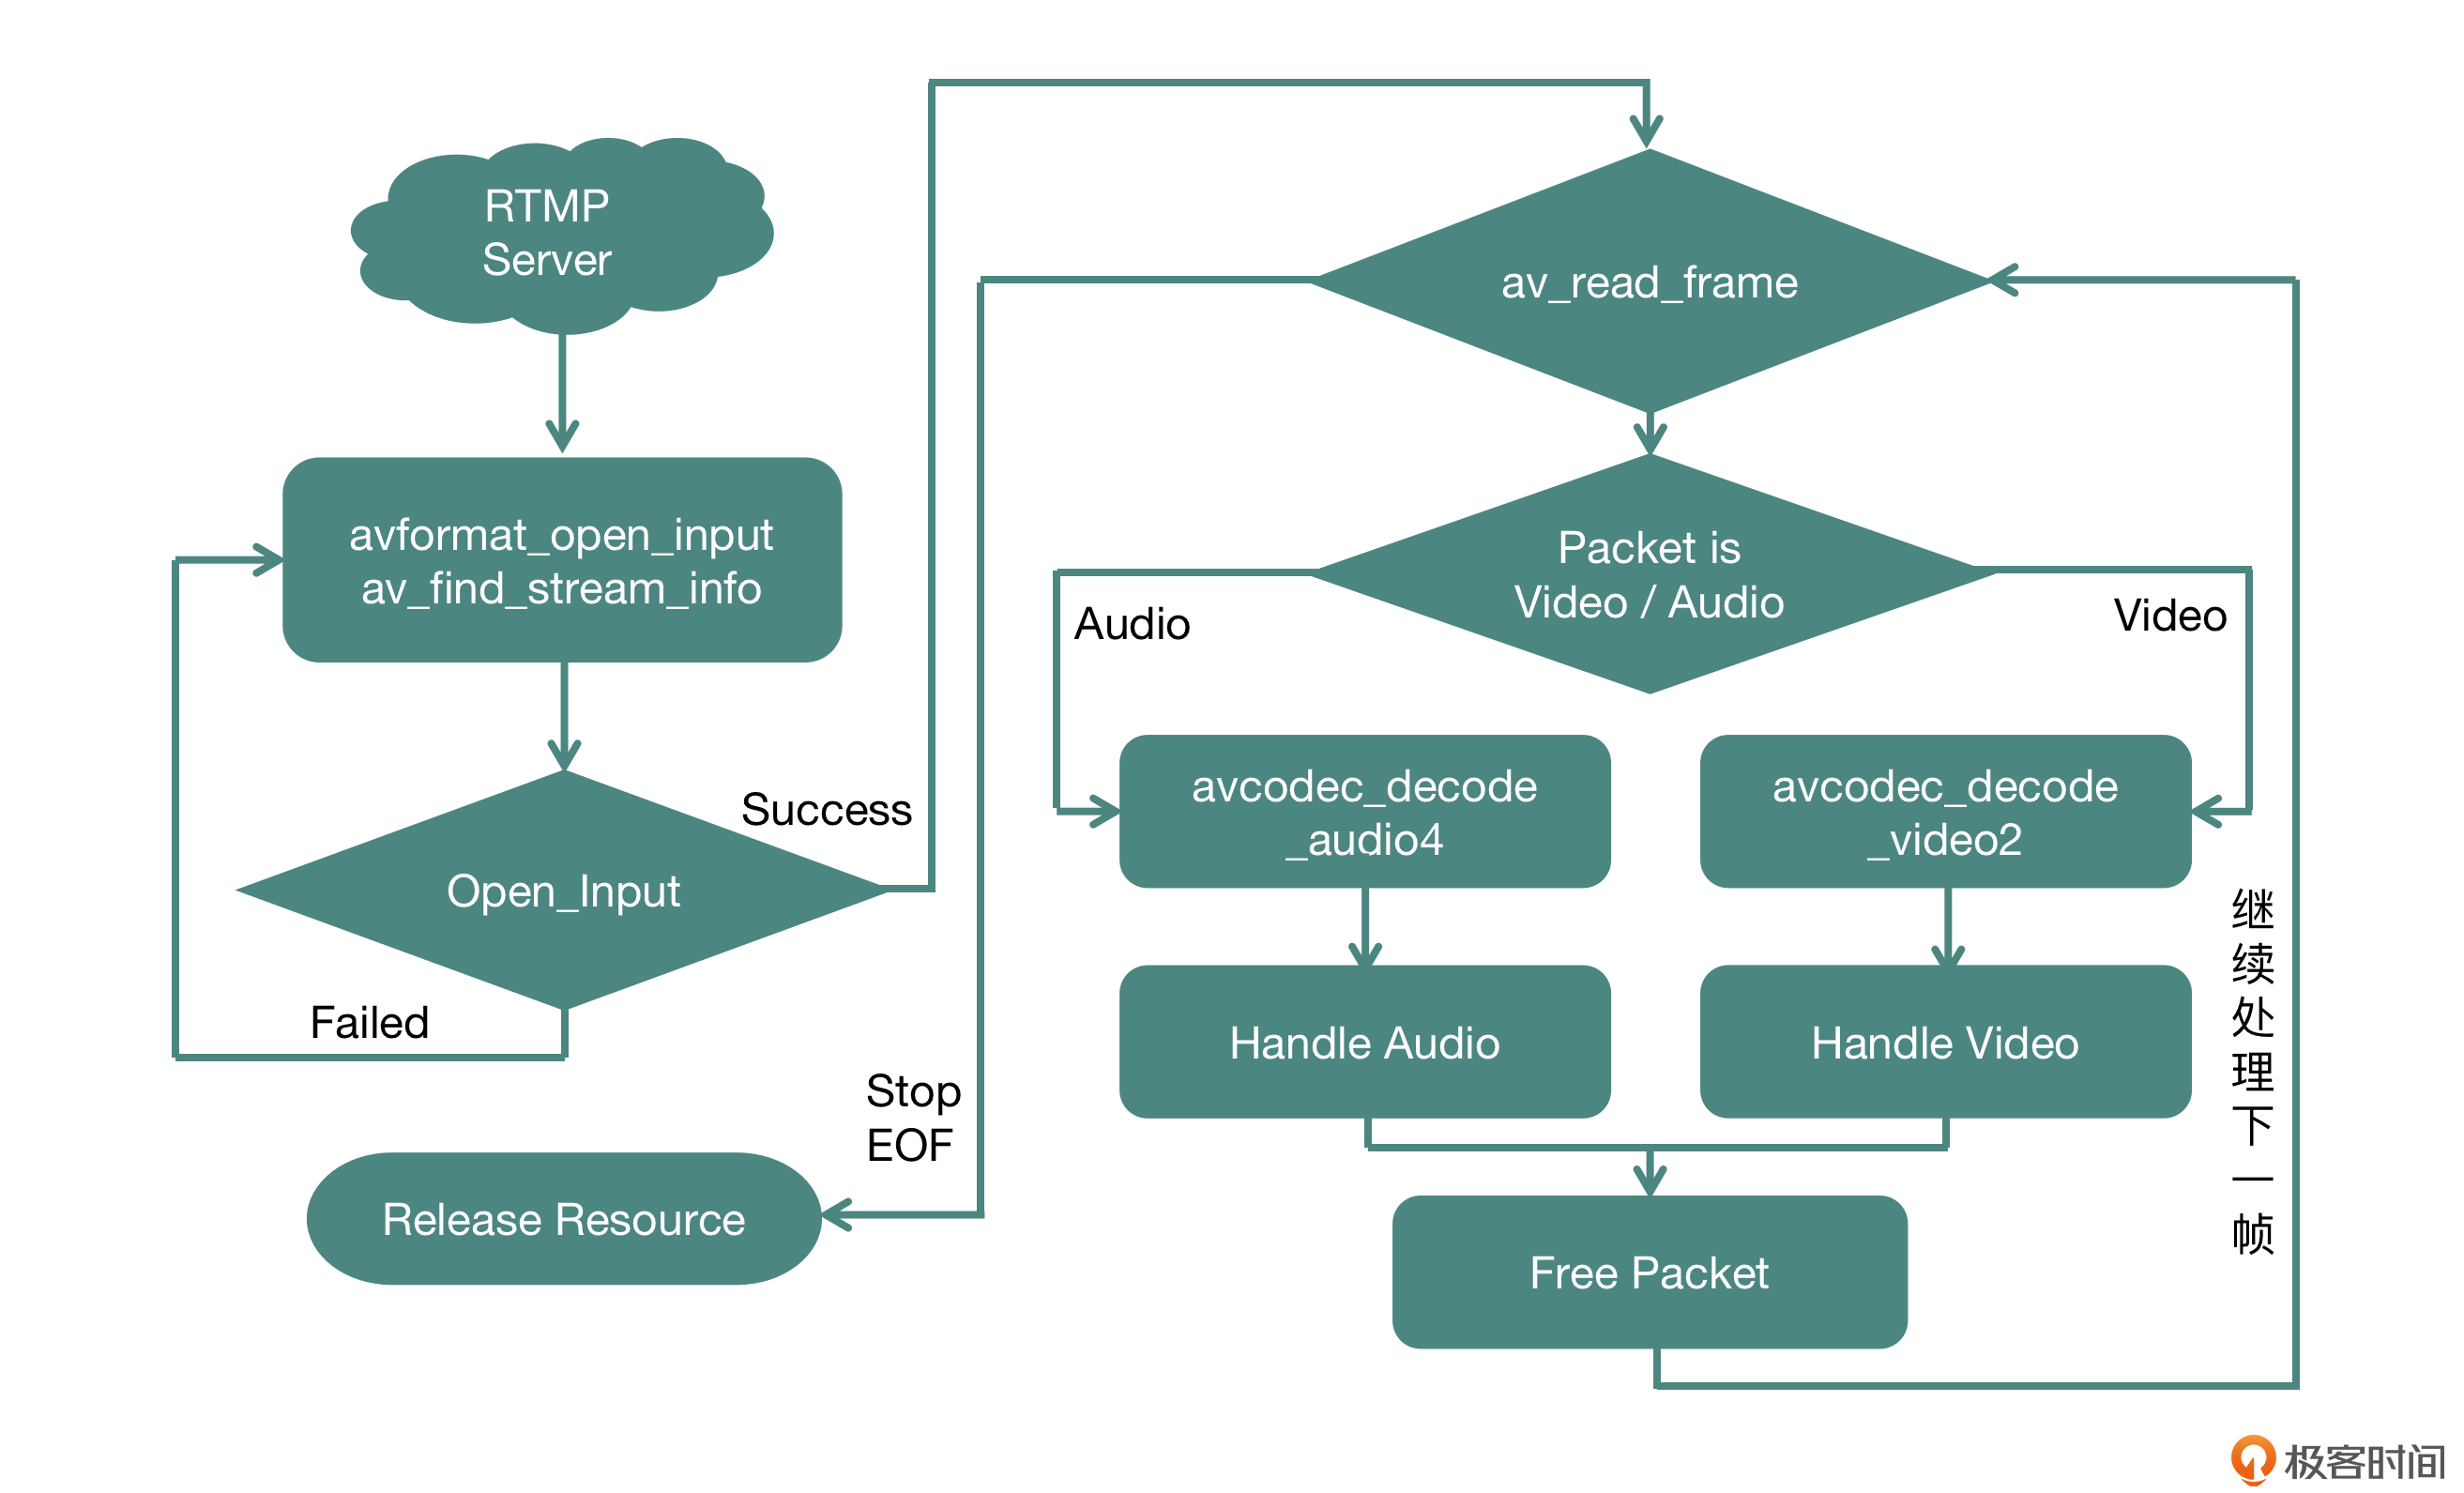 RTMP
Server
avformat_open_input
av_find_stream_info
Open_Input
Success
Failed
Stop
EOF
Release Resource
av_read_frame
Packet is
Video / Audio
Audio
Video
avcodec_decode
_audio4
avcodec_decode
_video2
Handle Audio
Handle Video
Free Packet
继续处理下一帧
极客时间